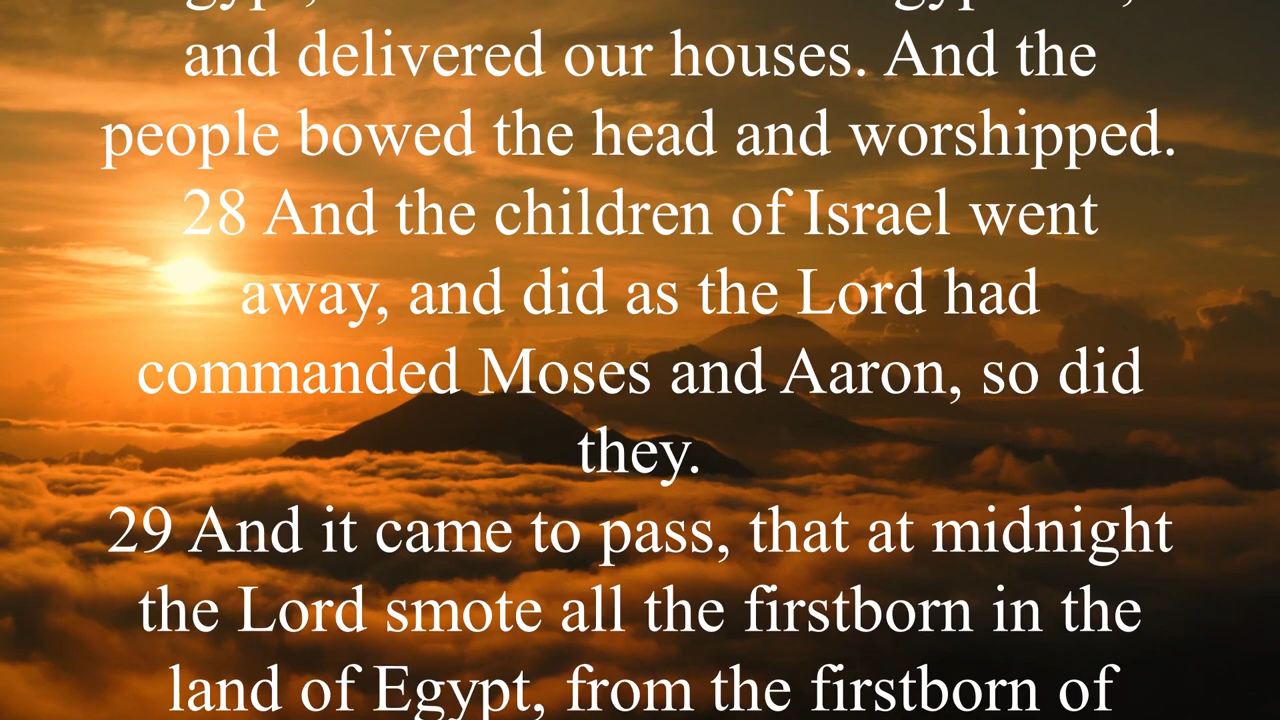 and delivered our houses. And the
people bowed the head and worshipped.
28 And the children of Israel went
away, and did as the Lord had
commanded Moses and Aaron, so did
they.
29 And it came to pass, that at midnight
the Lord smote all the firstborn in the
land of Egypt, from the firstborn of